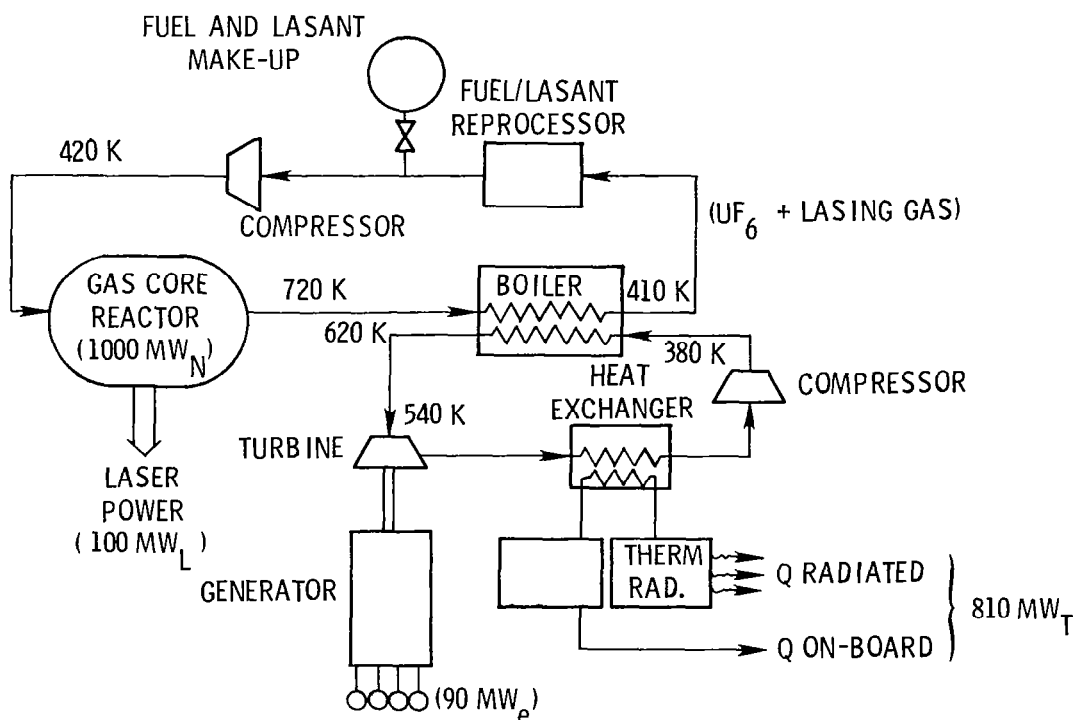 FUEL AND LASANT
MAKE-UP
FUEL/LASANT
REPROCESSOR
420 K
COMPRESSOR
(UF6 + LASING GAS)
GAS CORE
REACTOR
(1000 MWN)
720 K
BOILER
410 K
620 K
380 K
HEAT
EXCHANGER
COMPRESSOR
540 K
TURBINE
LASER
POWER
(100 MWL)
GENERATOR
THERM
RAD.
Q RADIATED
810 MWT
Q ON-BOARD
(90 MWe)